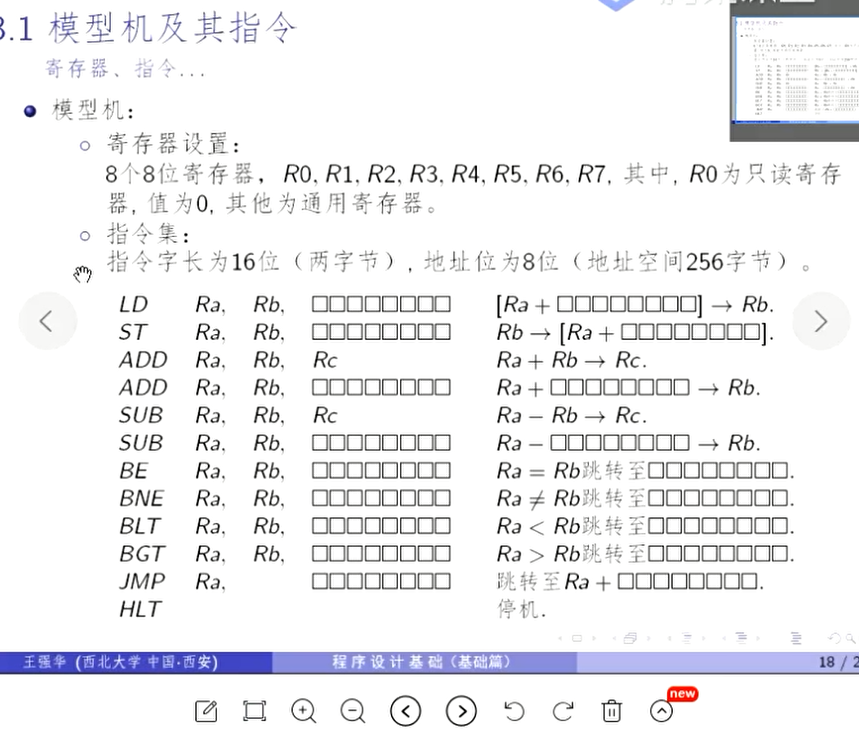 3.1 模型机及其指令
寄存器、指令...
模型机:
寄存器设置:
8个8位寄存器, R0, R1, R2, R3, R4, R5, R6, R7, 其中, R0为只读寄存
器, 值为0, 其他为通用寄存器。
指令集:
指令字长为16位（两字节）, 地址位为8位（地址空间256字节）。
LD Ra, Rb, □□□□□□□□ [Ra + □□□□□□□□] → Rb.
ST Ra, Rb, □□□□□□□□ Rb → [Ra + □□□□□□□□].
ADD Ra, Rb, Rc Ra + Rb → Rc.
ADD Ra, Rb, □□□□□□□□ Ra + □□□□□□□□ → Rb.
SUB Ra, Rb, Rc Ra − Rb → Rc.
SUB Ra, Rb, □□□□□□□□ Ra − □□□□□□□□ → Rb.
BE Ra, Rb, □□□□□□□□ Ra = Rb跳转至□□□□□□□□.
BNE Ra, Rb, □□□□□□□□ Ra ≠ Rb跳转至□□□□□□□□.
BLT Ra, Rb, □□□□□□□□ Ra < Rb跳转至□□□□□□□□.
BGT Ra, Rb, □□□□□□□□ Ra > Rb跳转至□□□□□□□□.
JMP Ra, □□□□□□□□ 跳转至Ra + □□□□□□□□.
HLT 停机.
王强华 (西北大学 中国·西安) 程序设计基础（基础篇） 18 / 2
new